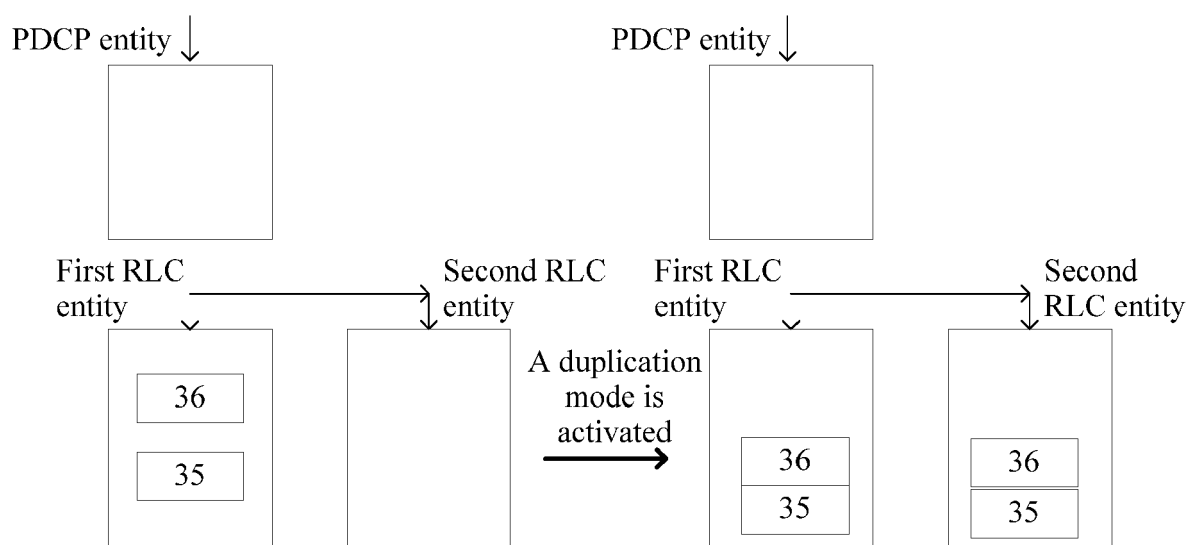 PDCP entity
PDCP entity
First RLC
entity
Second RLC
entity
First RLC
entity
Second
RLC entity
36
35
A duplication
mode is
activated
36
35
36
35